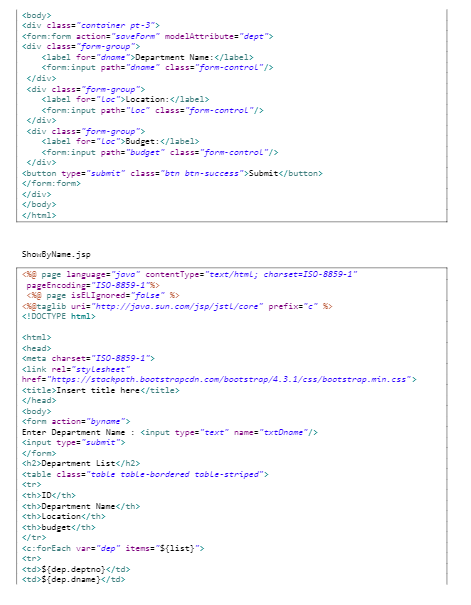 <body>
<div class="container pt-3">
<form:form action="saveForm" modelAttribute="dept">
<div class="form-group">
<label for="dname">Department Name:</label>
<form:input path="dname" class="form-control"/>
</div>
<div class="form-group">
<label for="Loc">Location:</label>
<form:input path="Loc" class="form-control"/>
</div>
<div class="form-group">
<label for="Loc">Budget:</label>
<form:input path="budget" class="form-control"/>
</div>
<button type="submit" class="btn btn-success">Submit</button>
</form:form>
</div>
</body>
</html>
ShowByName.jsp
<%@ page language="java" contentType="text/html; charset=ISO-8859-1"
pageEncoding="ISO-8859-1"%>
<%@ page isELIgnored="false" %>
<%@taglib uri="http://java.sun.com/jsp/jstl/core" prefix="c" %>
<!DOCTYPE html>
<html>
<head>
<meta charset="ISO-8859-1">
<link rel="stylesheet"
href="https://stackpath.bootstrapcdn.com/bootstrap/4.3.1/css/bootstrap.min.css">
<title>Insert title here</title>
</head>
<body>
<form action="byname">
Enter Department Name : <input type="text" name="txtDname"/>
<input type="submit">
</form>
<h2>Department List</h2>
<table class="table table-bordered table-striped">
<tr>
<th>ID</th>
<th>Department Name</th>
<th>Location</th>
<th>budget</th>
</tr>
<c:forEach var="dep" items="${list}">
<tr>
<td>${dep.deptno}</td>
<td>${dep.dname}</td>